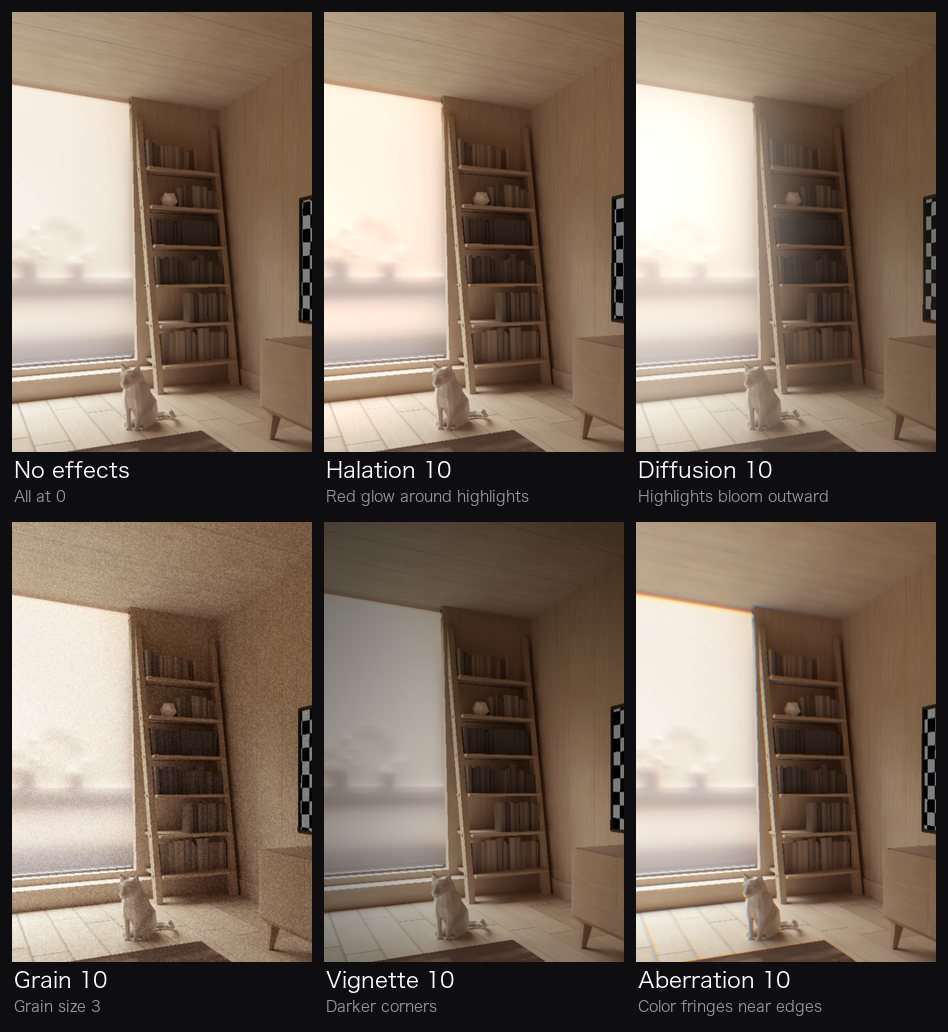 No effects
All at 0
Halation 10
Red glow around highlights
Diffusion 10
Highlights bloom outward
Grain 10
Grain size 3
Vignette 10
Darker corners
Aberration 10
Color fringes near edges